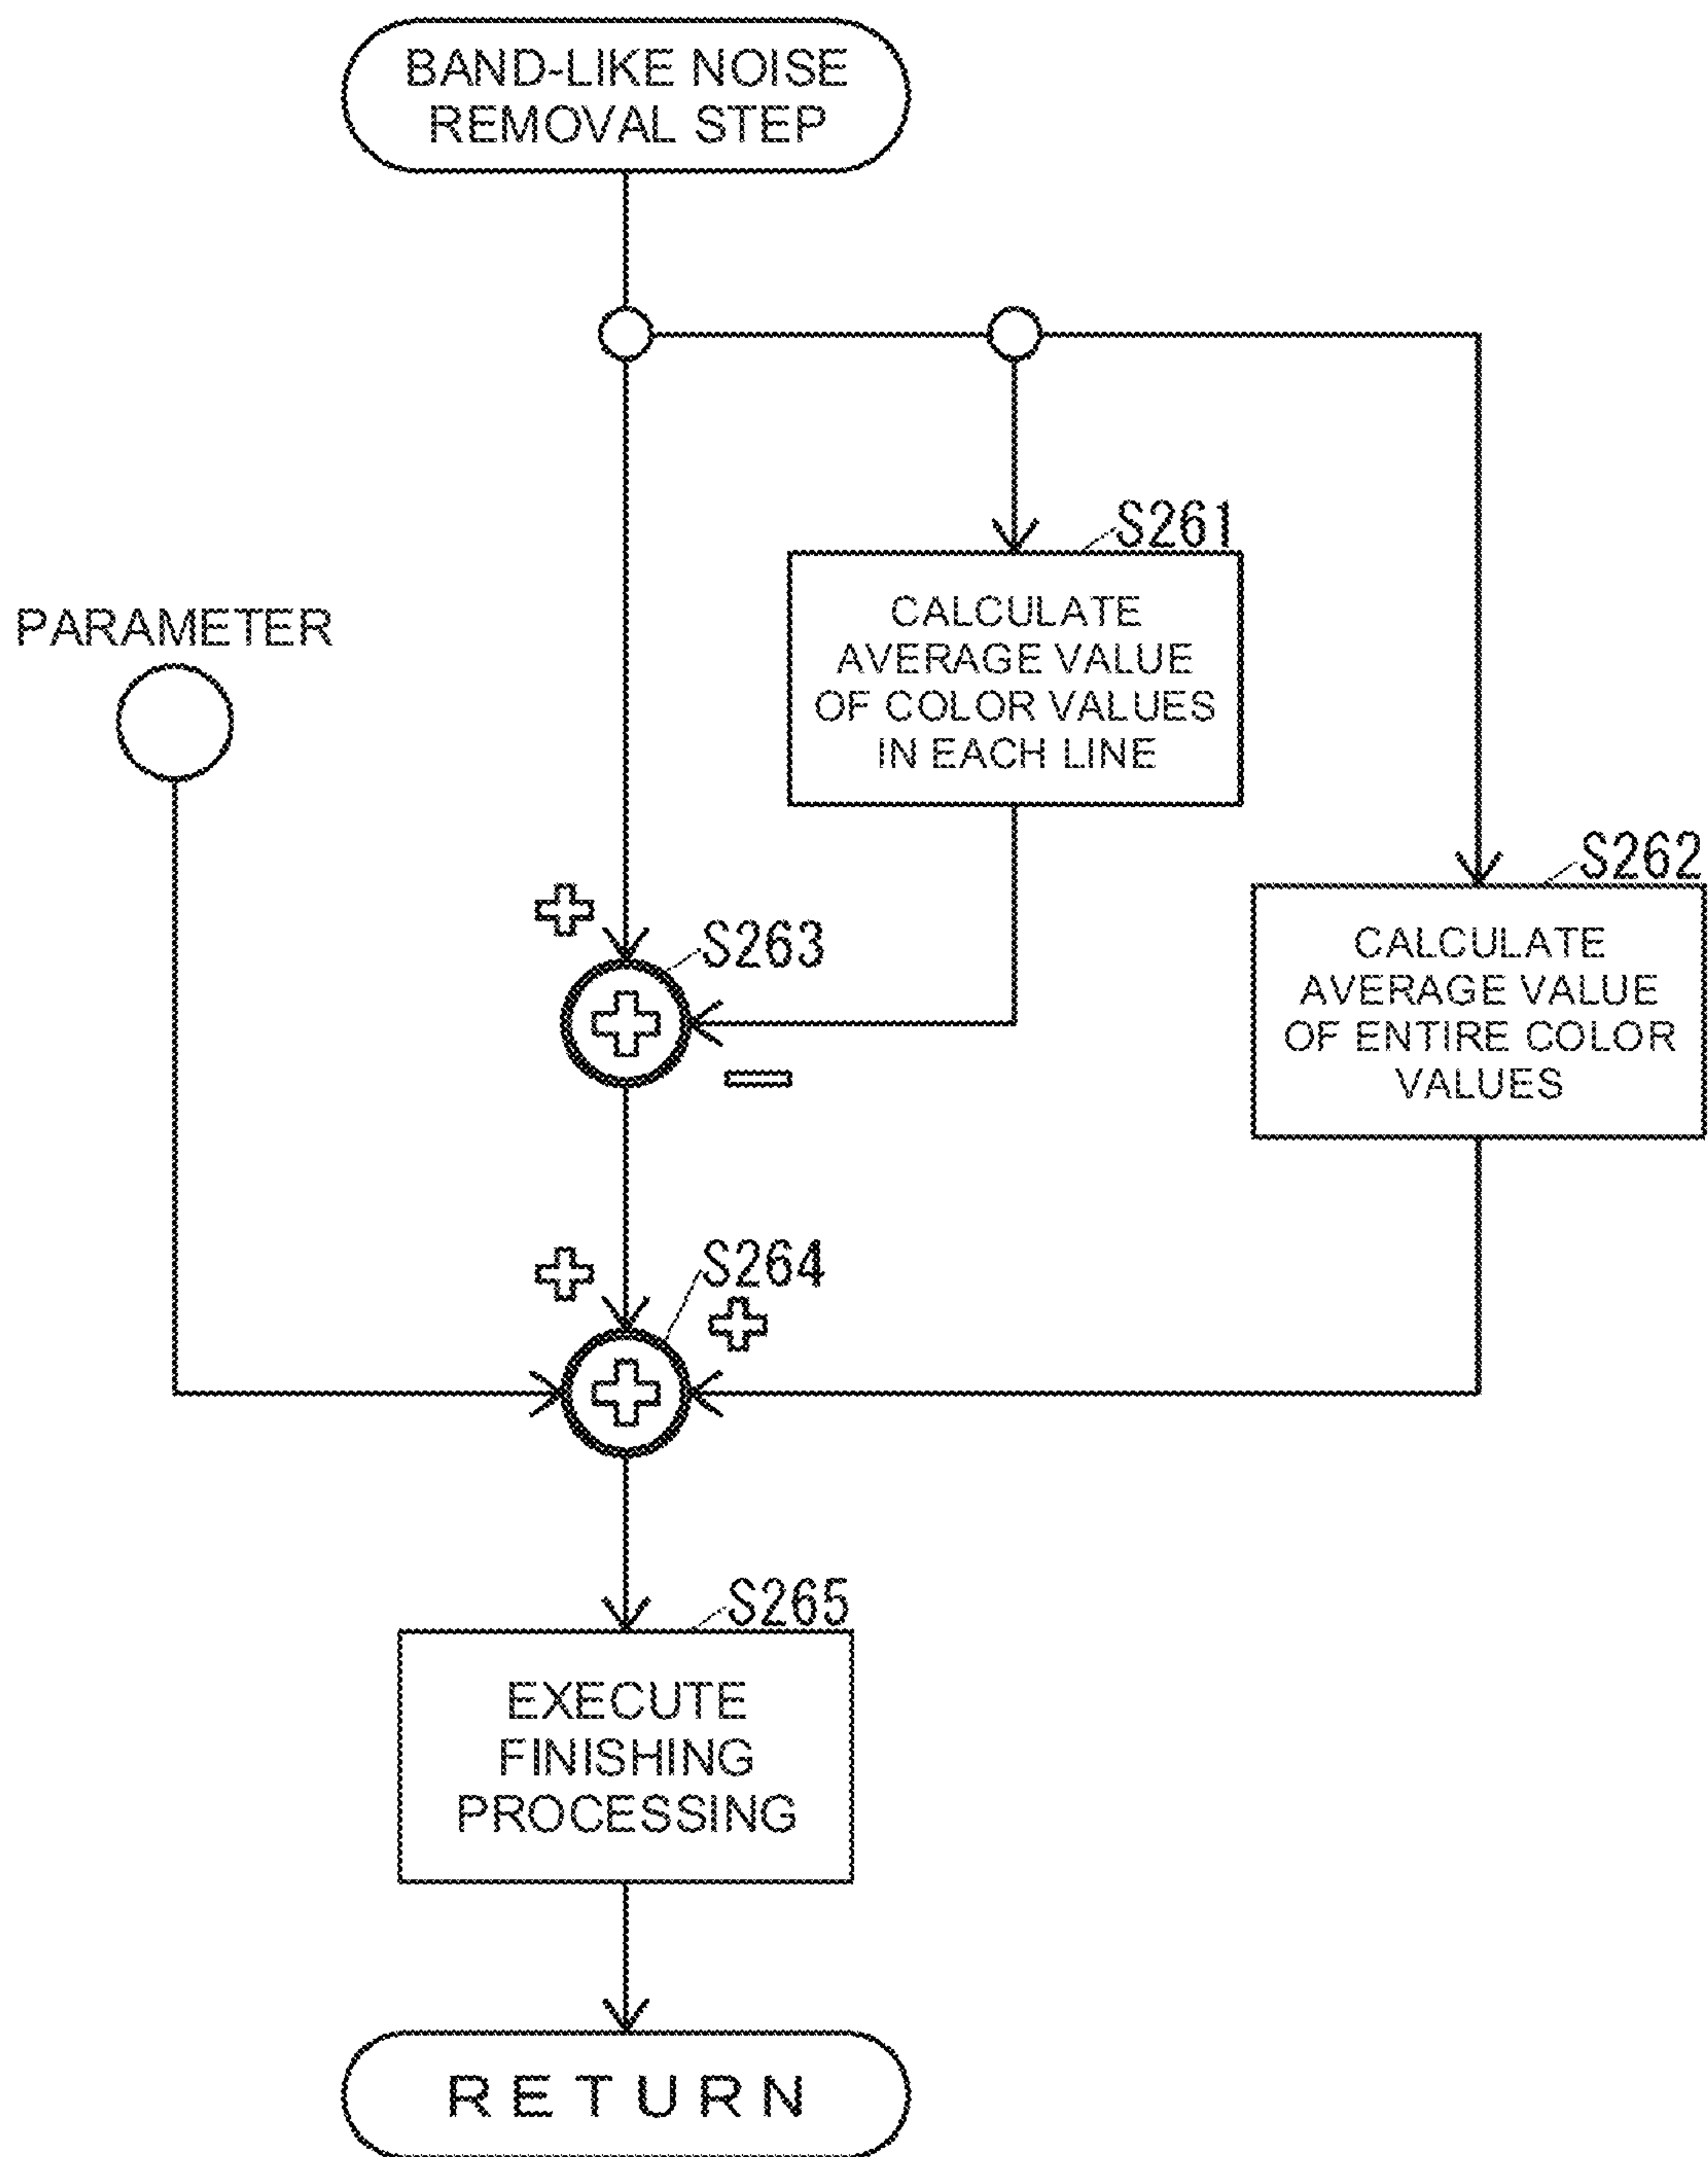 BAND-LIKE NOISE
REMOVAL STEP
S261
CALCULATE
AVERAGE VALUE
OF COLOR VALUES
IN EACH LINE
PARAMETER
S262
CALCULATE
AVERAGE VALUE
OF ENTIRE COLOR
VALUES
+
S263
+
−
+
S264
+
+
S265
EXECUTE
FINISHING
PROCESSING
RETURN